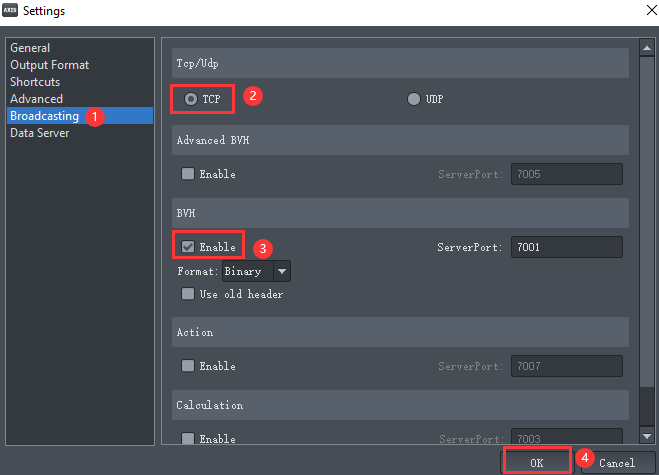 AXIS Settings
General
Output Format
Shortcuts
Advanced
Broadcasting 1
Data Server
Tcp/Udp
TCP 2 UDP
Advanced BVH
Enable ServerPort: 7005
BVH
Enable 3 ServerPort: 7001
Format: Binary
Use old header
Action
Enable 7007
Calculation
Enable ServerPort: 7003
OK 4 Cancel